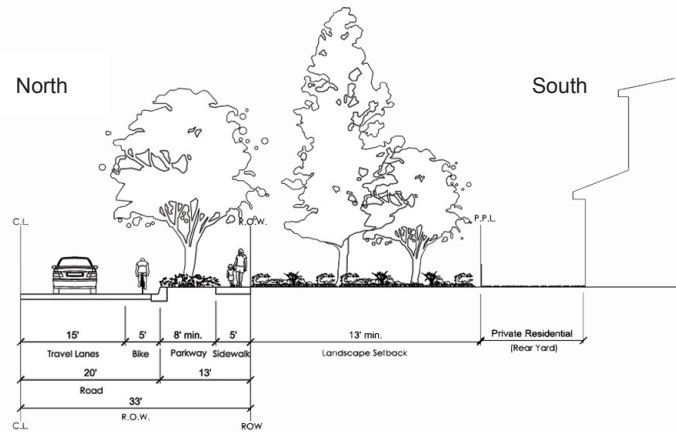 North
South
C.L.
R.O.W.
P.P.L.
15'
5'
8' min.
5'
13' min.
Private Residential
(Rear Yard)
Travel Lanes
Bike
Parkway
Sidewalk
Landscape Setback
20'
13'
Road
33'
R.O.W.
C.L.
ROW